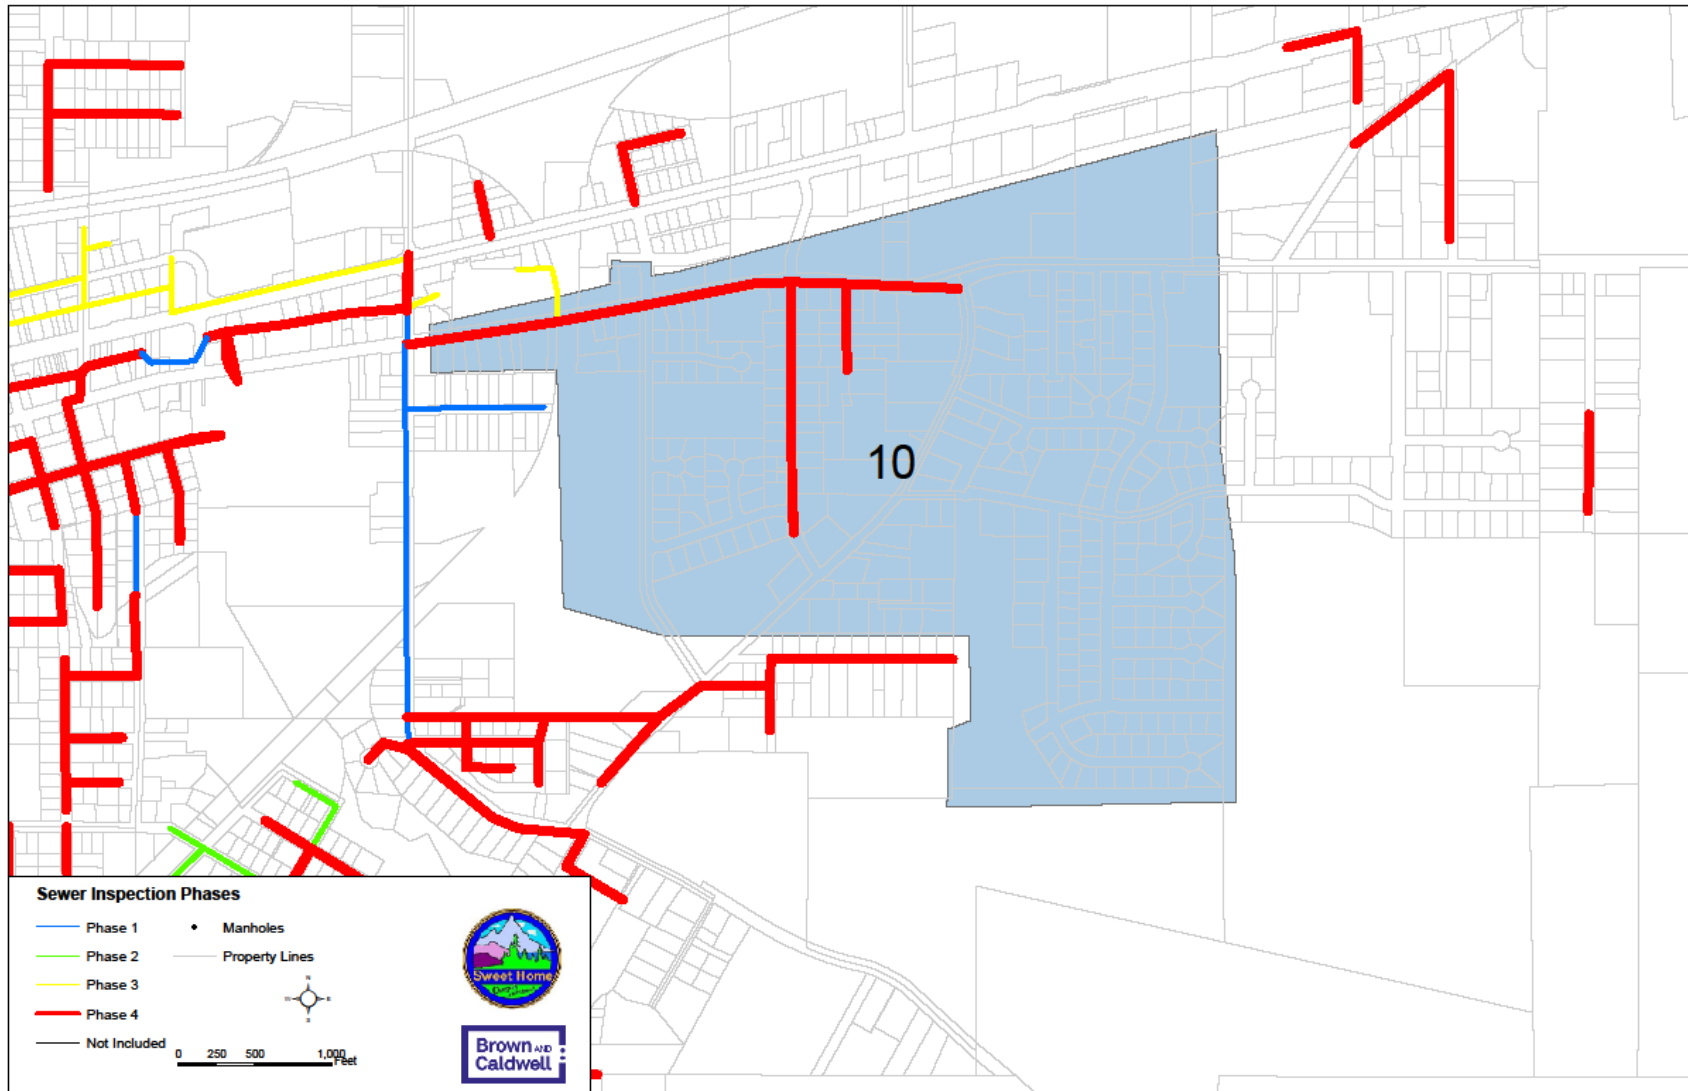 10
Sewer Inspection Phases
Phase 1
Manholes
Phase 2
Property Lines
Phase 3
Phase 4
Not Included
0 250 500 1,000
Feet
N
S
Sweet Home
Brown AND
Caldwell